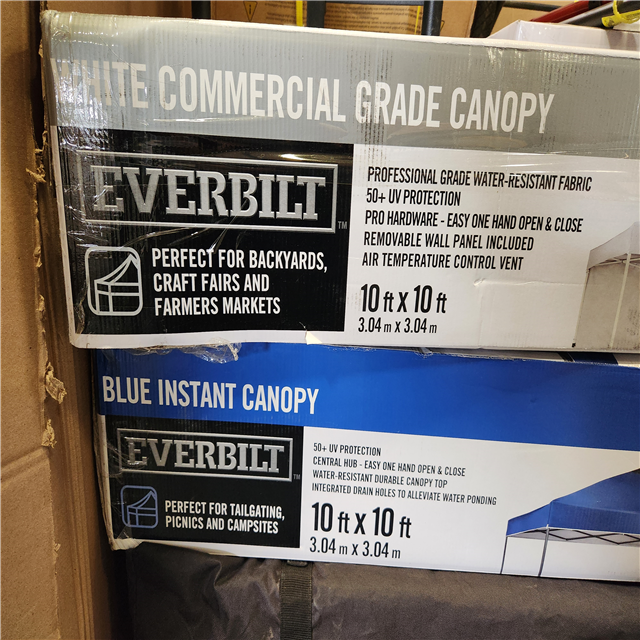 WHITE COMMERCIAL GRADE CANOPY
EVERBILT TM
PERFECT FOR BACKYARDS,
CRAFT FAIRS AND
FARMERS MARKETS
PROFESSIONAL GRADE WATER-RESISTANT FABRIC
50+ UV PROTECTION
PRO HARDWARE - EASY ONE HAND OPEN & CLOSE
REMOVABLE WALL PANEL INCLUDED
AIR TEMPERATURE CONTROL VENT
10 ft x 10 ft
3.04 m x 3.04 m
BLUE INSTANT CANOPY
EVERBILT TM
PERFECT FOR TAILGATING,
PICNICS AND CAMPSITES
50+ UV PROTECTION
CENTRAL HUB - EASY ONE HAND OPEN & CLOSE
WATER-RESISTANT DURABLE CANOPY TOP
INTEGRATED DRAIN HOLES TO ALLEVIATE WATER PONDING
10 ft x 10 ft
3.04 m x 3.04 m